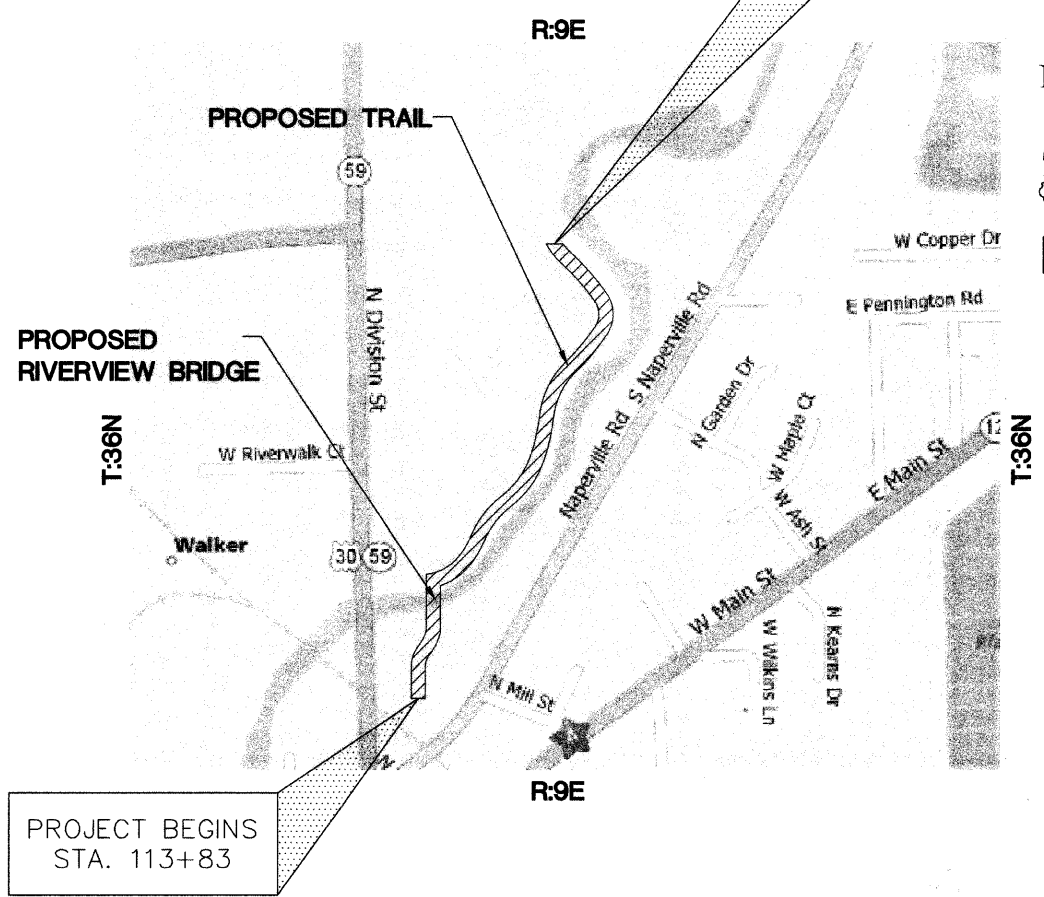 R:9E
PROPOSED TRAIL
59
W Copper Dr
E Pennington Rd
N Division St
PROPOSED
RIVERVIEW BRIDGE
S Naperville Rd
Naperville Rd
N Garden Dr
W Maple Ct
T:36N
W Riverwalk Ct
E Main St
T:36N
W Ash S
Walker
30 59
W Main St
N Kearns Dr
W Wilkins Ln
N Mill St
R:9E
PROJECT BEGINS
STA. 113+83